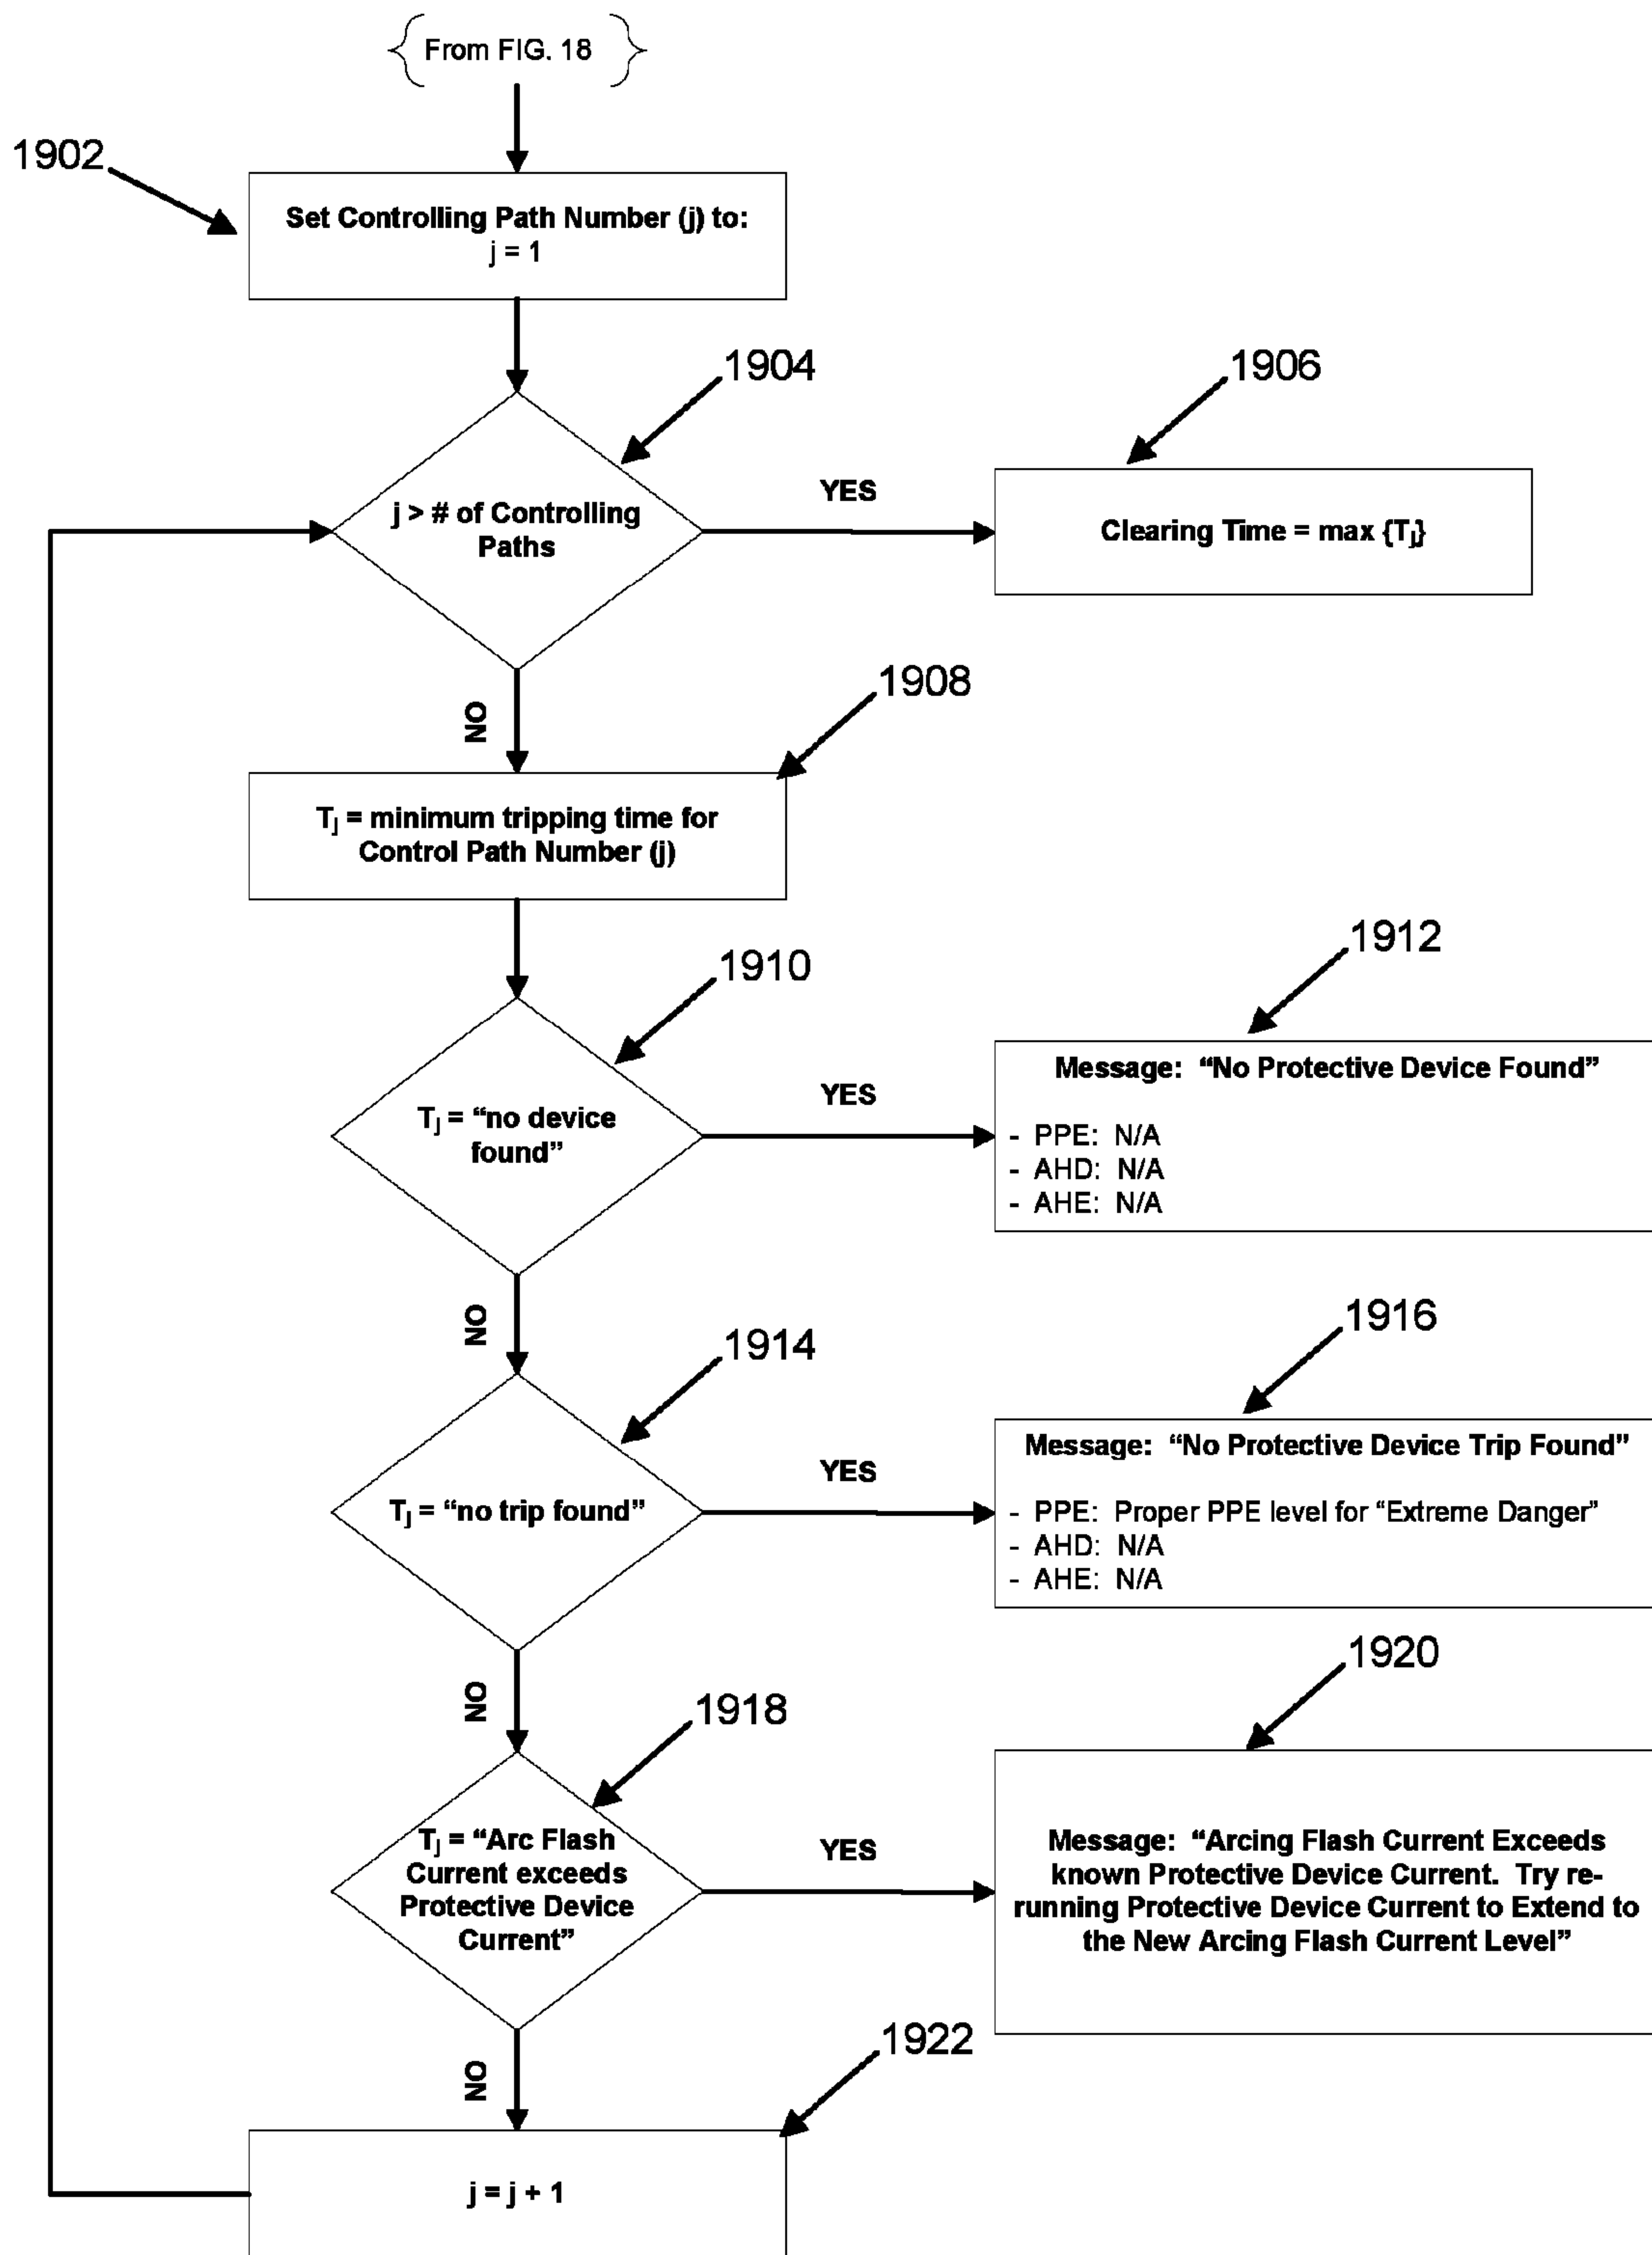 From FIG. 18
1902
Set Controlling Path Number (j) to:
j = 1
1904
1906
j > # of Controlling
Paths
YES
Clearing Time = max {Tj}
NO
1908
Tj = minimum tripping time for
Control Path Number (j)
1910
1912
Tj = “no device
found”
YES
Message: “No Protective Device Found”
- PPE: N/A
- AHD: N/A
- AHE: N/A
NO
1914
1916
Tj = “no trip found”
YES
Message: “No Protective Device Trip Found”
- PPE: Proper PPE level for “Extreme Danger”
- AHD: N/A
- AHE: N/A
NO
1918
1920
Tj = “Arc Flash
Current exceeds
Protective Device
Current”
YES
Message: “Arcing Flash Current Exceeds
known Protective Device Current. Try re-
running Protective Device Current to Extend to
the New Arcing Flash Current Level”
NO
1922
j = j + 1